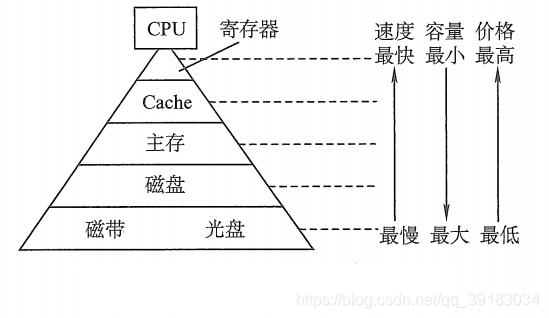 CPU
寄存器
速度 容量 价格
最快 最小 最高
Cache
主存
磁盘
磁带 光盘
最慢 最大 最低
https://blog.csdn.net/qq_39183034